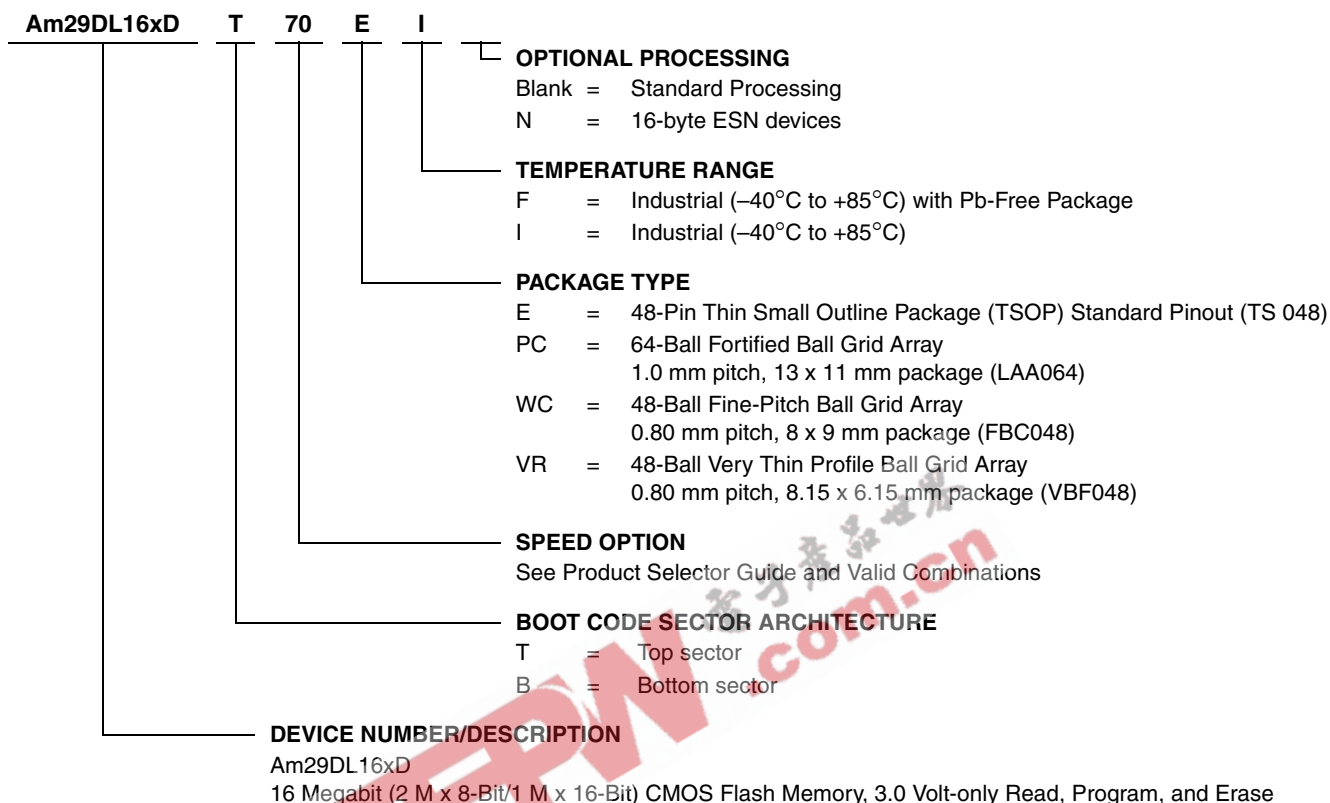 Am29DL16xD T 70 E I
OPTIONAL PROCESSING
Blank = Standard Processing
N = 16-byte ESN devices
TEMPERATURE RANGE
F = Industrial (–40°C to +85°C) with Pb-Free Package
I = Industrial (–40°C to +85°C)
PACKAGE TYPE
E = 48-Pin Thin Small Outline Package (TSOP) Standard Pinout (TS 048)
PC = 64-Ball Fortified Ball Grid Array
1.0 mm pitch, 13 x 11 mm package (LAA064)
WC = 48-Ball Fine-Pitch Ball Grid Array
0.80 mm pitch, 8 x 9 mm package (FBC048)
VR = 48-Ball Very Thin Profile Ball Grid Array
0.80 mm pitch, 8.15 x 6.15 mm package (VBF048)
SPEED OPTION
See Product Selector Guide and Valid Combinations
BOOT CODE SECTOR ARCHITECTURE
T = Top sector
B = Bottom sector
DEVICE NUMBER/DESCRIPTION
Am29DL16xD
16 Megabit (2 M x 8-Bit/1 M x 16-Bit) CMOS Flash Memory, 3.0 Volt-only Read, Program, and Erase
电子产品世界
.com.cn